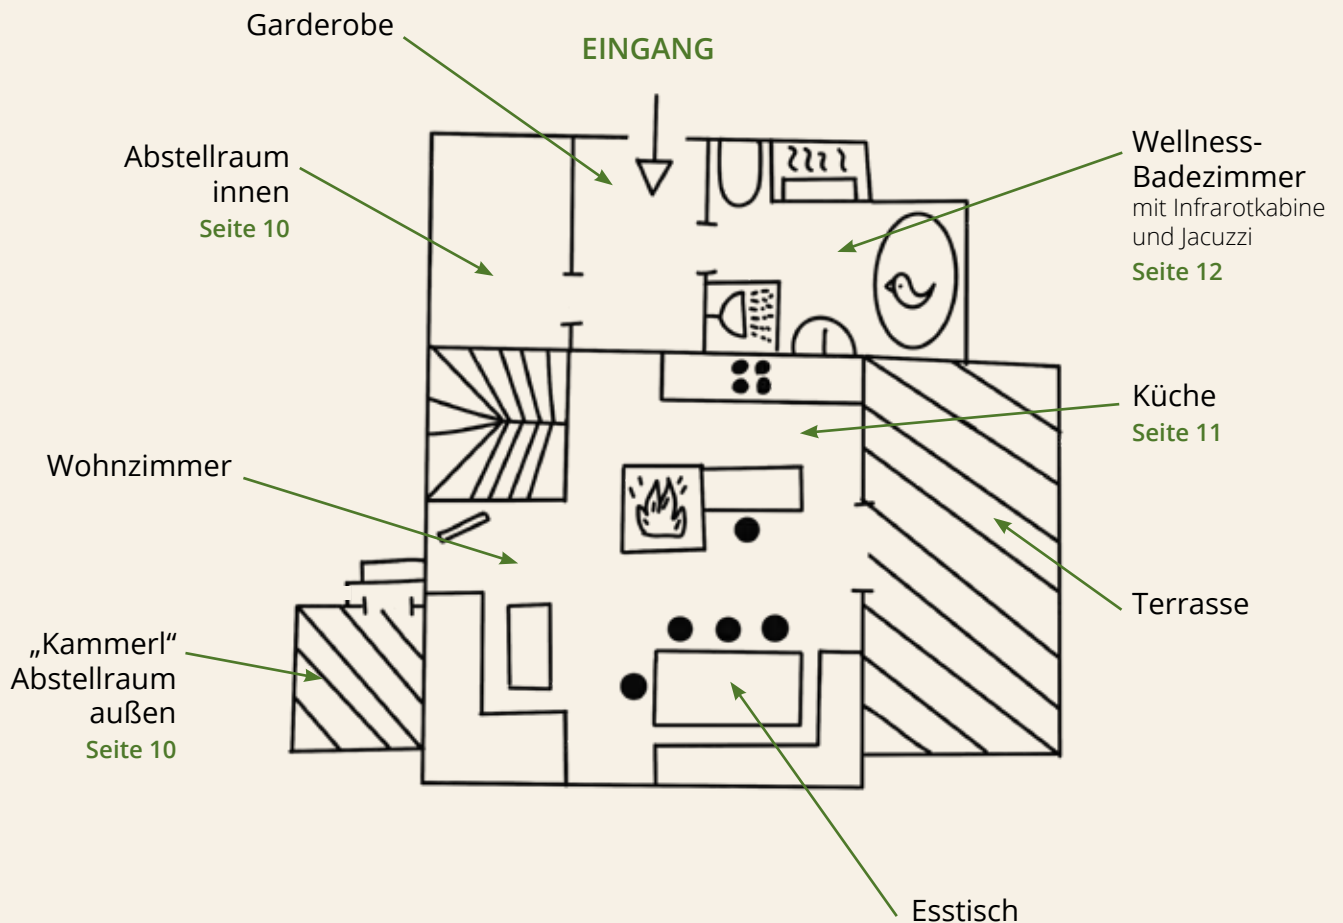 Garderobe
EINGANG
Abstellraum
innen
Seite 10
Wellness-
Badezimmer
mit Infrarotkabine
und Jacuzzi
Seite 12
Küche
Seite 11
Wohnzimmer
Terrasse
„Kammerl“
Abstellraum
außen
Seite 10
Esstisch